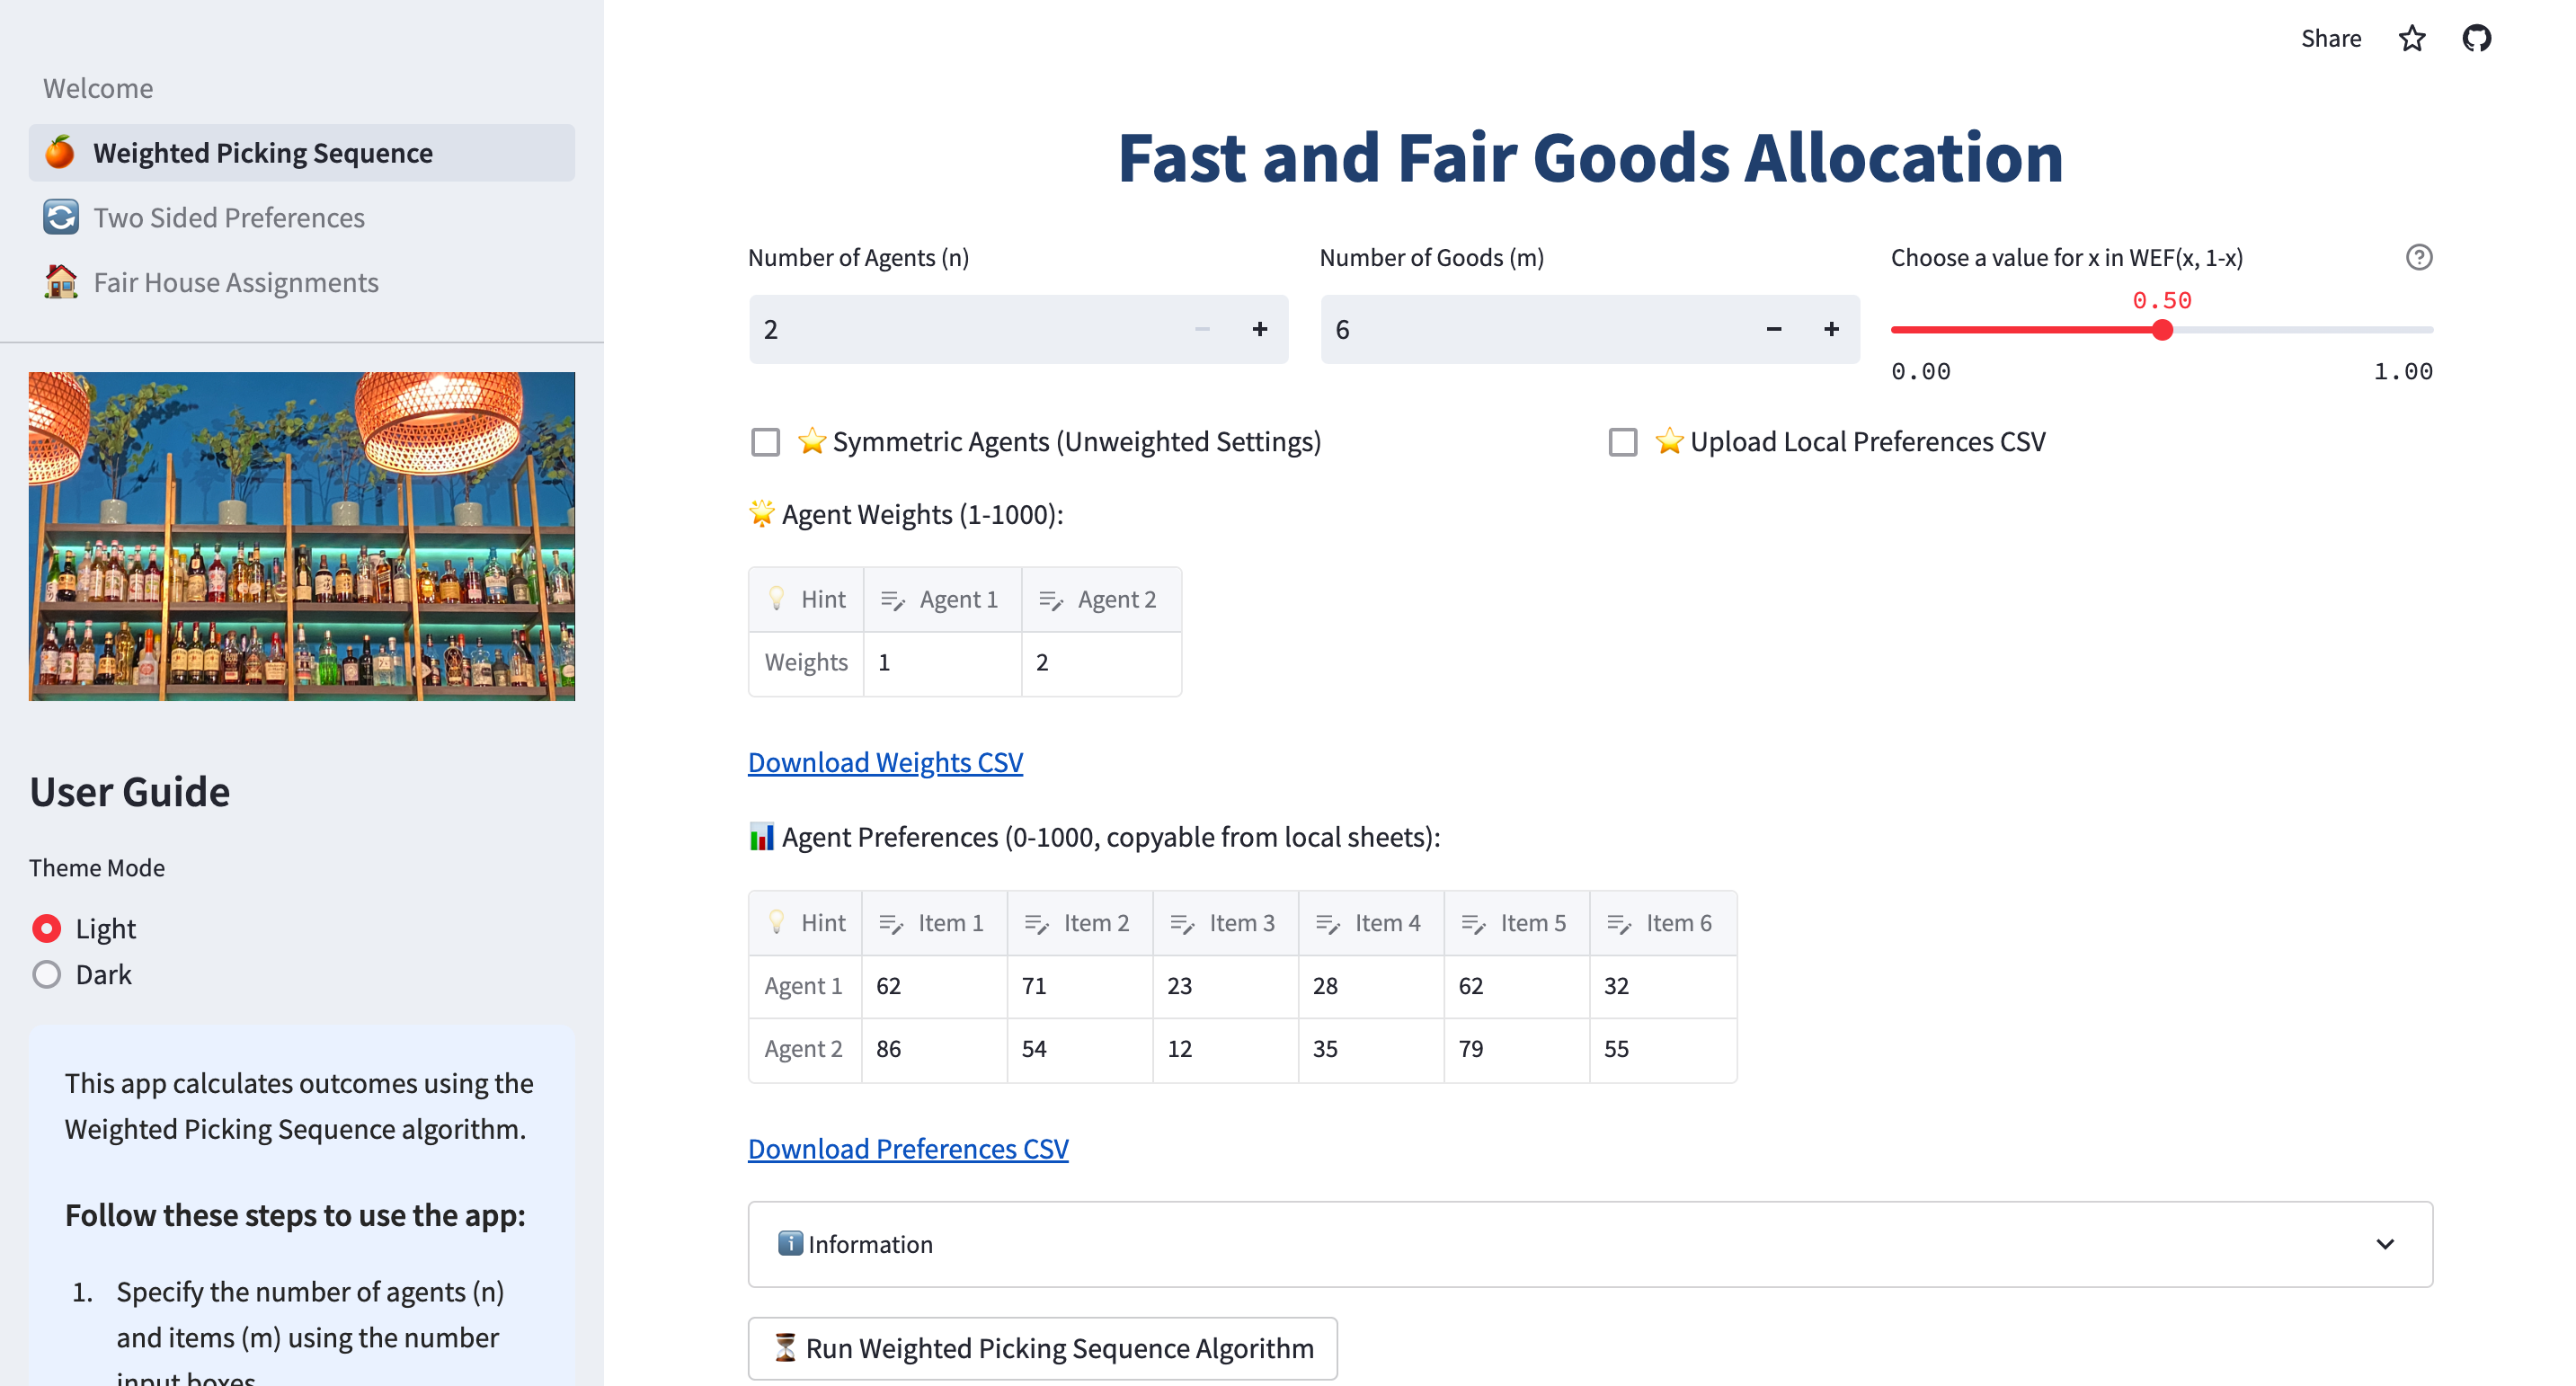 Share
Welcome
Weighted Picking Sequence
Two Sided Preferences
Fair House Assignments
User Guide
Theme Mode
Light
Dark
This app calculates outcomes using the
Weighted Picking Sequence algorithm.
Follow these steps to use the app:
1. Specify the number of agents (n)
and items (m) using the number
input boxes.
Fast and Fair Goods Allocation
Number of Agents (n)
2
Number of Goods (m)
6
Choose a value for x in WEF(x, 1-x)
0.50
0.00 1.00
Symmetric Agents (Unweighted Settings)
Upload Local Preferences CSV
Agent Weights (1-1000):
Hint Agent 1 Agent 2
Weights 1 2
Download Weights CSV
Agent Preferences (0-1000, copyable from local sheets):
Hint Item 1 Item 2 Item 3 Item 4 Item 5 Item 6
Agent 1 62 71 23 28 62 32
Agent 2 86 54 12 35 79 55
Download Preferences CSV
Information
Run Weighted Picking Sequence Algorithm